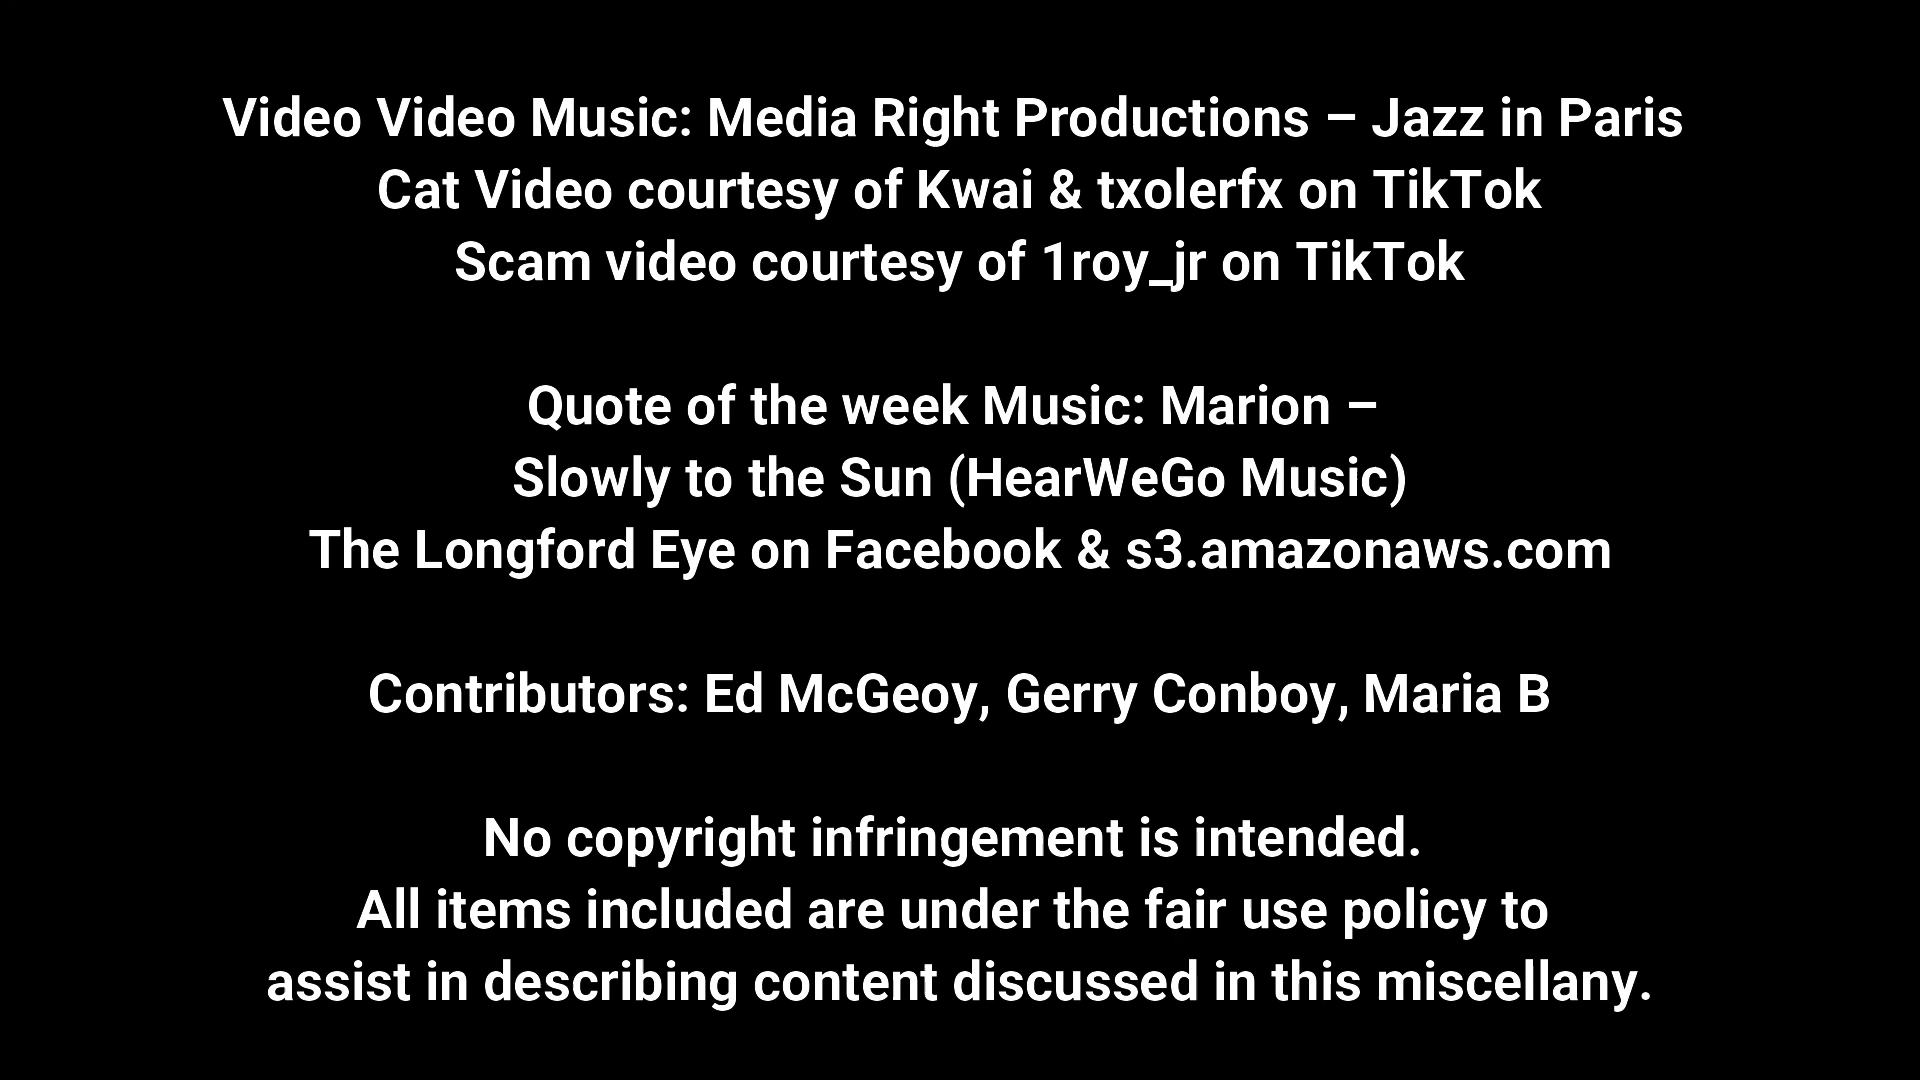 Video Video Music: Media Right Productions – Jazz in Paris
Cat Video courtesy of Kwai & txolerfx on TikTok
Scam video courtesy of 1roy_jr on TikTok
Quote of the week Music: Marion –
Slowly to the Sun (HearWeGo Music)
The Longford Eye on Facebook & s3.amazonaws.com
Contributors: Ed McGeoy, Gerry Conboy, Maria B
No copyright infringement is intended.
All items included are under the fair use policy to
assist in describing content discussed in this miscellany.